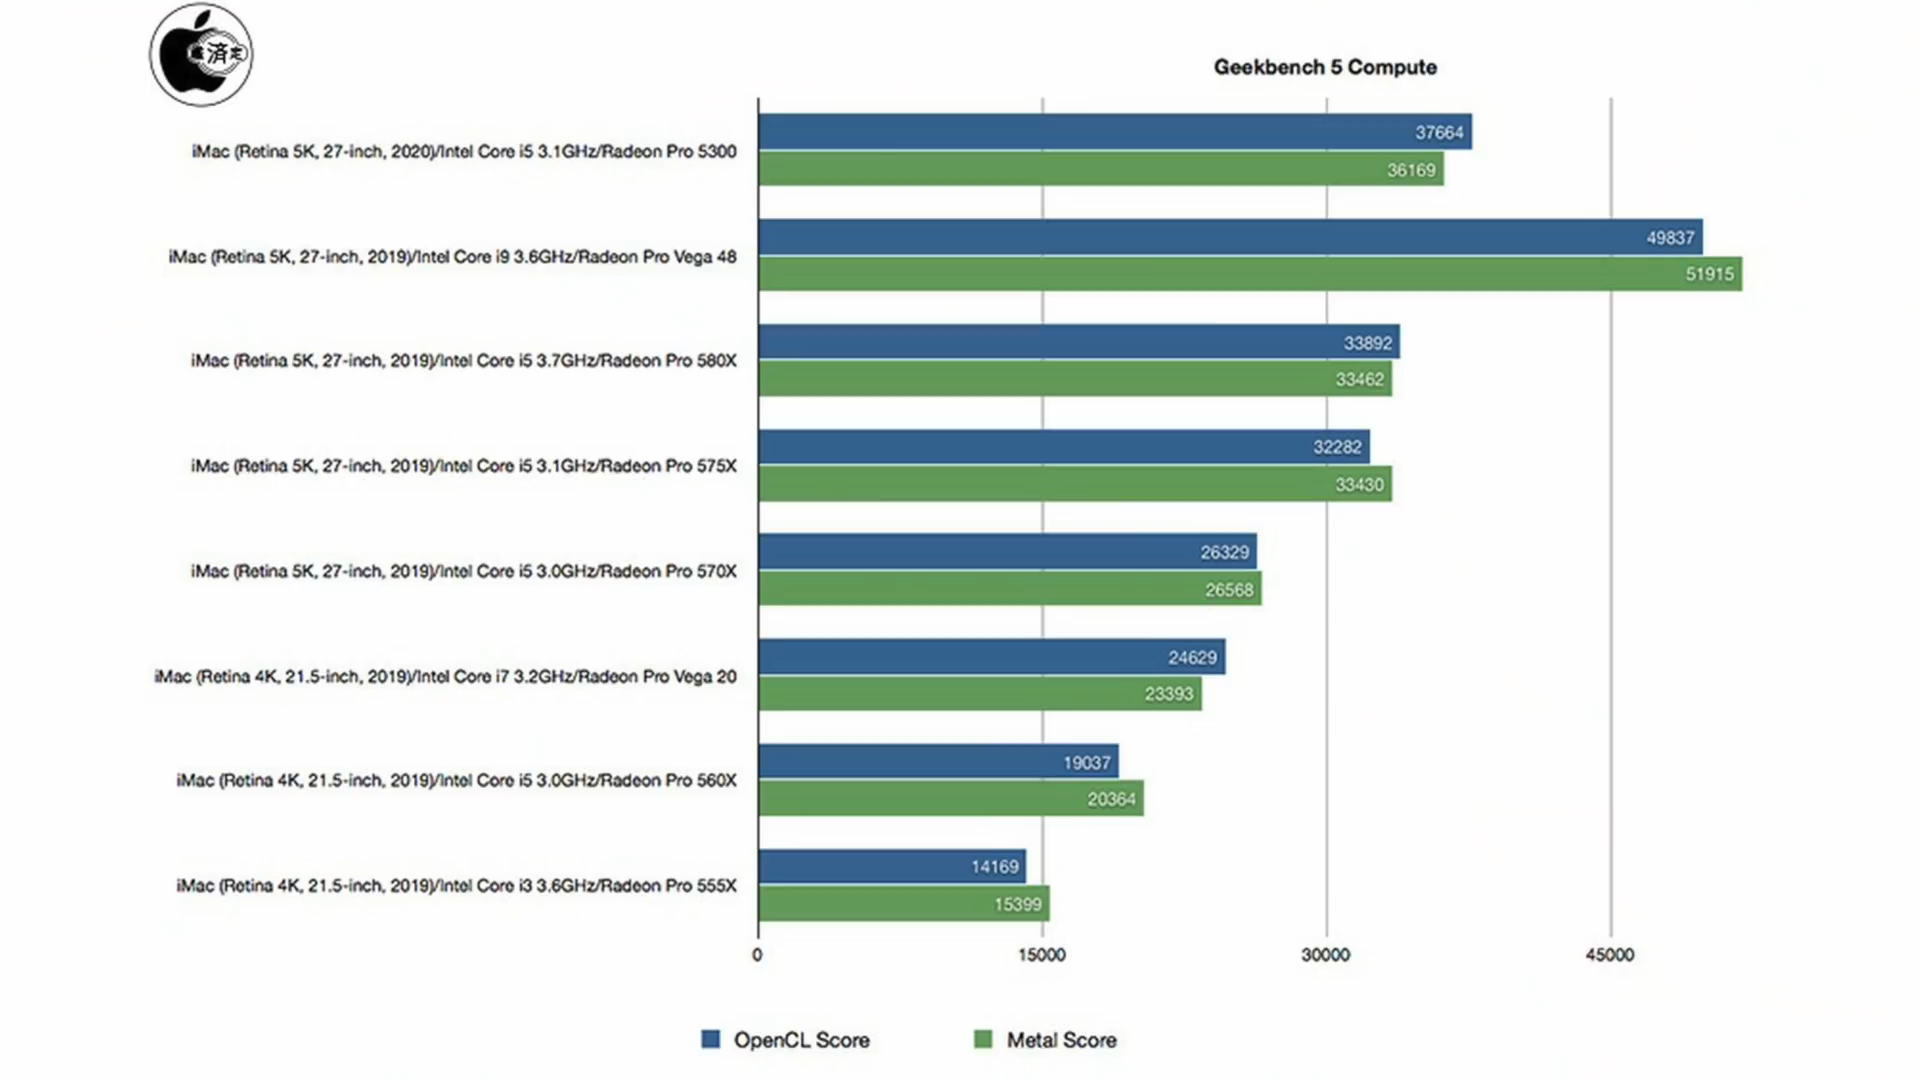 済
Geekbench 5 Compute
iMac (Retina 5K, 27-inch, 2020)/Intel Core i5 3.1GHz/Radeon Pro 5300
37664
36169
iMac (Retina 5K, 27-inch, 2019)/Intel Core i9 3.6GHz/Radeon Pro Vega 48
49837
51915
iMac (Retina 5K, 27-inch, 2019)/Intel Core i5 3.7GHz/Radeon Pro 580X
33892
33462
iMac (Retina 5K, 27-inch, 2019)/Intel Core i5 3.1GHz/Radeon Pro 575X
32282
33430
iMac (Retina 5K, 27-inch, 2019)/Intel Core i5 3.0GHz/Radeon Pro 570X
26329
26568
iMac (Retina 4K, 21.5-inch, 2019)/Intel Core i7 3.2GHz/Radeon Pro Vega 20
24629
23393
iMac (Retina 4K, 21.5-inch, 2019)/Intel Core i5 3.0GHz/Radeon Pro 560X
19037
20364
iMac (Retina 4K, 21.5-inch, 2019)/Intel Core i3 3.6GHz/Radeon Pro 555X
14169
15399
0 15000 30000 45000
OpenCL Score Metal Score